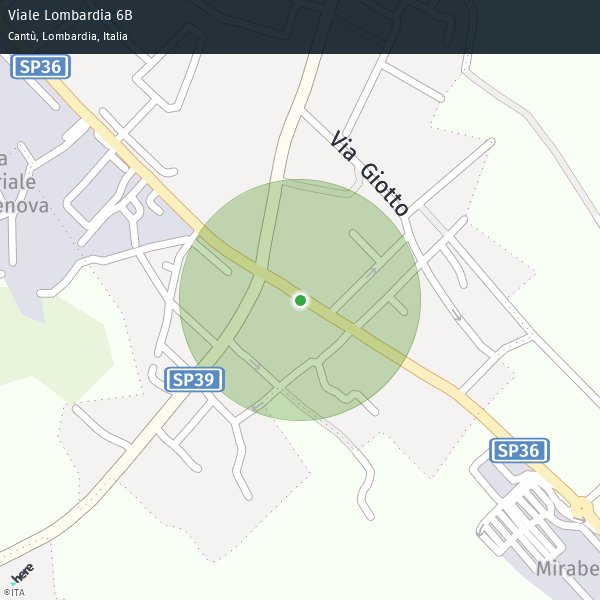 Viale Lombardia 6B
Cantù, Lombardia, Italia
SP36
Via Giotto
a
riale
enova
SP39
SP36
Mirabe
here
©ITA